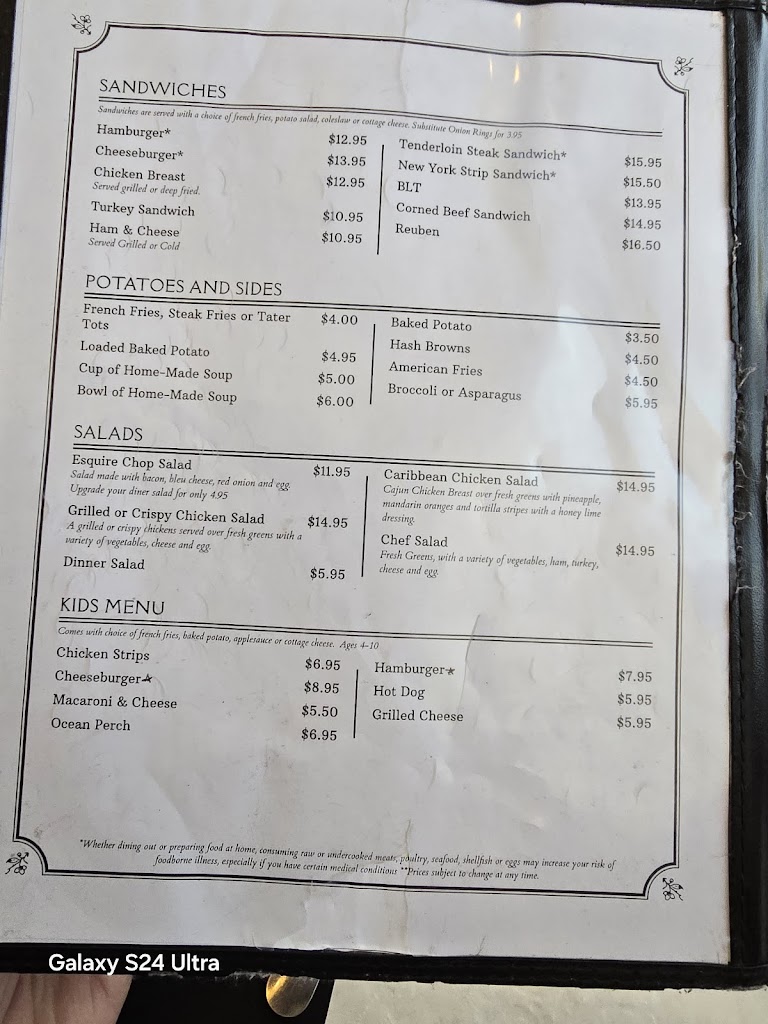 SANDWICHES
Sandwiches are served with a choice of french fries, potato salad, coleslaw or cottage cheese. Substitute Onion Rings for 3.95
Hamburger* $12.95
Cheeseburger* $13.95
Chicken Breast $12.95
Served grilled or deep fried.
Turkey Sandwich $10.95
Ham & Cheese $10.95
Served Grilled or Cold
Tenderloin Steak Sandwich* $15.95
New York Strip Sandwich* $15.50
BLT $13.95
Corned Beef Sandwich $14.95
Reuben $16.50
POTATOES AND SIDES
French Fries, Steak Fries or Tater $4.00
Tots
Loaded Baked Potato $4.95
Cup of Home-Made Soup $5.00
Bowl of Home-Made Soup $6.00
Baked Potato $3.50
Hash Browns $4.50
American Fries $4.50
Broccoli or Asparagus $5.95
SALADS
Esquire Chop Salad $11.95
Salad made with bacon, bleu cheese, red onion and egg.
Upgrade your diner salad for only 4.95
Grilled or Crispy Chicken Salad $14.95
A grilled or crispy chickens served over fresh greens with a
variety of vegetables, cheese and egg.
Dinner Salad $5.95
Caribbean Chicken Salad $14.95
Cajun Chicken Breast over fresh greens with pineapple,
mandarin oranges and tortilla stripes with a honey lime
dressing.
Chef Salad $14.95
Fresh Greens, with a variety of vegetables, ham, turkey,
cheese and egg.
KIDS MENU
Comes with choice of french fries, baked potato, applesauce or cottage cheese. Ages 4-10
Chicken Strips $6.95
Cheeseburger* $8.95
Macaroni & Cheese $5.50
Ocean Perch $6.95
Hamburger* $7.95
Hot Dog $5.95
Grilled Cheese $5.95
*Whether dining out or preparing food at home, consuming raw or undercooked meats, poultry, seafood, shellfish or eggs may increase your risk of
foodborne illness, especially if you have certain medical conditions **Prices subject to change at any time.
Galaxy S24 Ultra